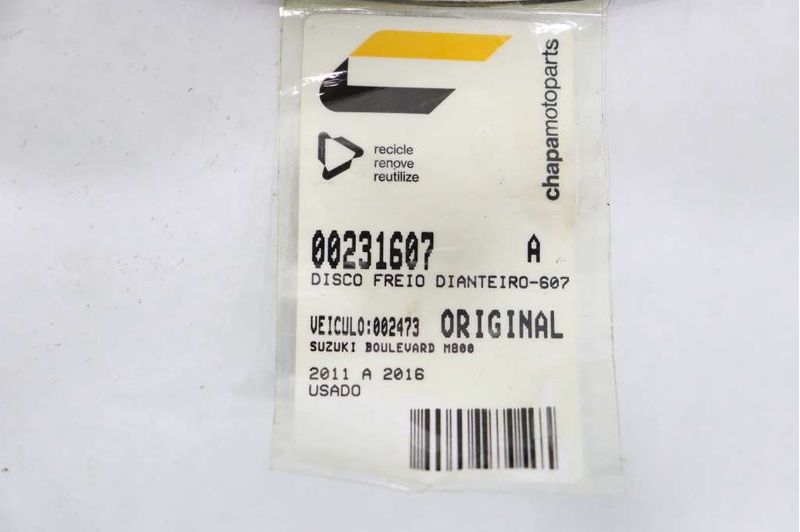 chapamotoparts
recicle
renove
reutilize
00231607 A
DISCO FREIO DIANTEIRO-607
VEICULO:002473 ORIGINAL
SUZUKI BOULEVARD M800
2011 A 2016
USADO